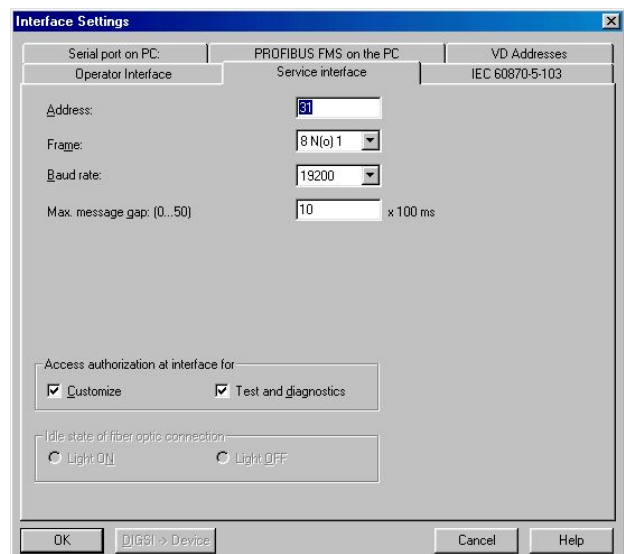 Interface Settings
Serial port on PC: PROFIBUS FMS on the PC VD Addresses
Operator Interface Service interface IEC 60870-5-103
Address: 31
Frame: 8 N(o) 1
Baud rate: 19200
Max. message gap: (0...50) 10 x 100 ms
Access authorization at interface for
Customize Test and diagnostics
Idle state of fiber optic connection
Light ON Light OFF
OK DIGSI -> Device Cancel Help